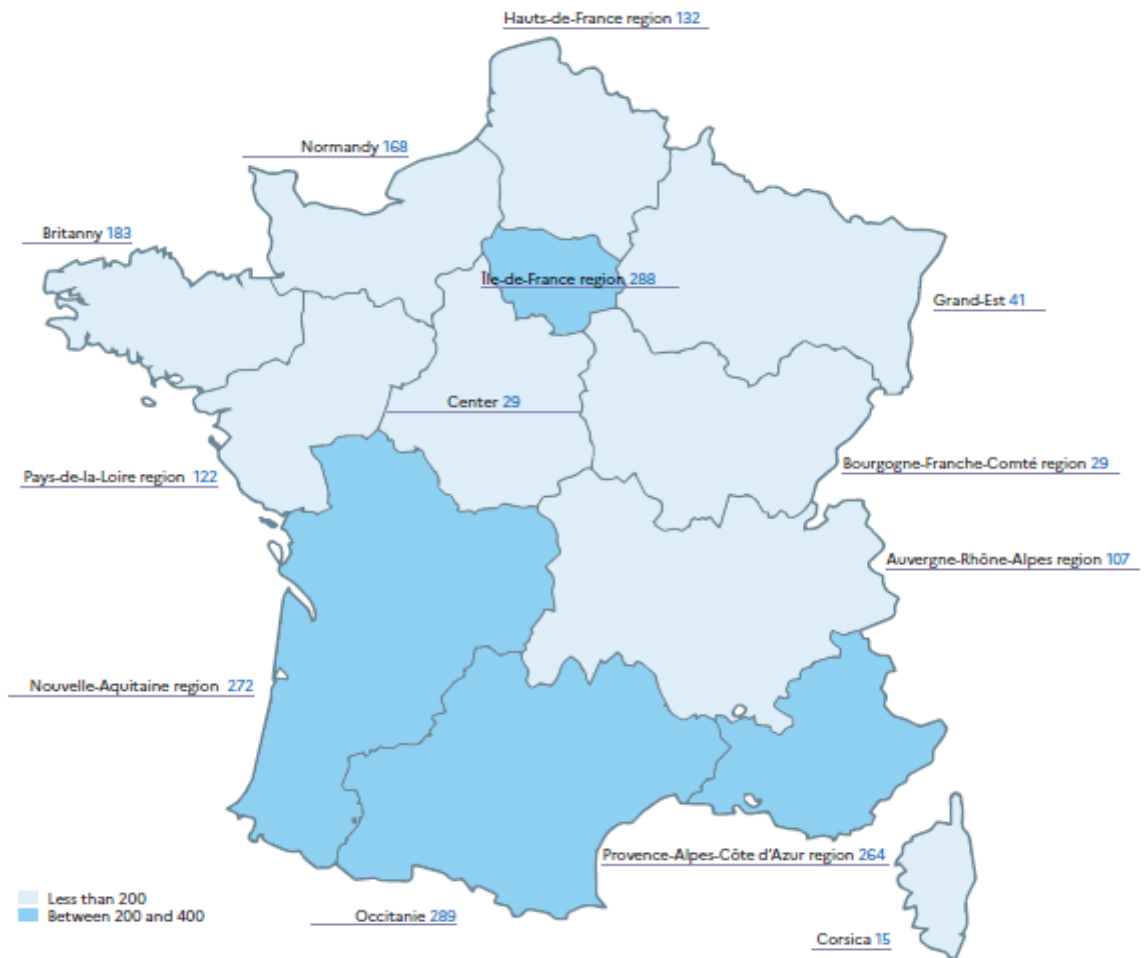 Hauts-de-France region 132
Normandy 168
Britanny 183
Île-de-France region 288
Grand-Est 41
Center 29
Bourgogne-Franche-Comté region 29
Pays-de-la-Loire region 122
Auvergne-Rhône-Alpes region 107
Nouvelle-Aquitaine region 272
Provence-Alpes-Côte d'Azur region 264
Less than 200
Between 200 and 400
Occitanie 289
Corsica 15